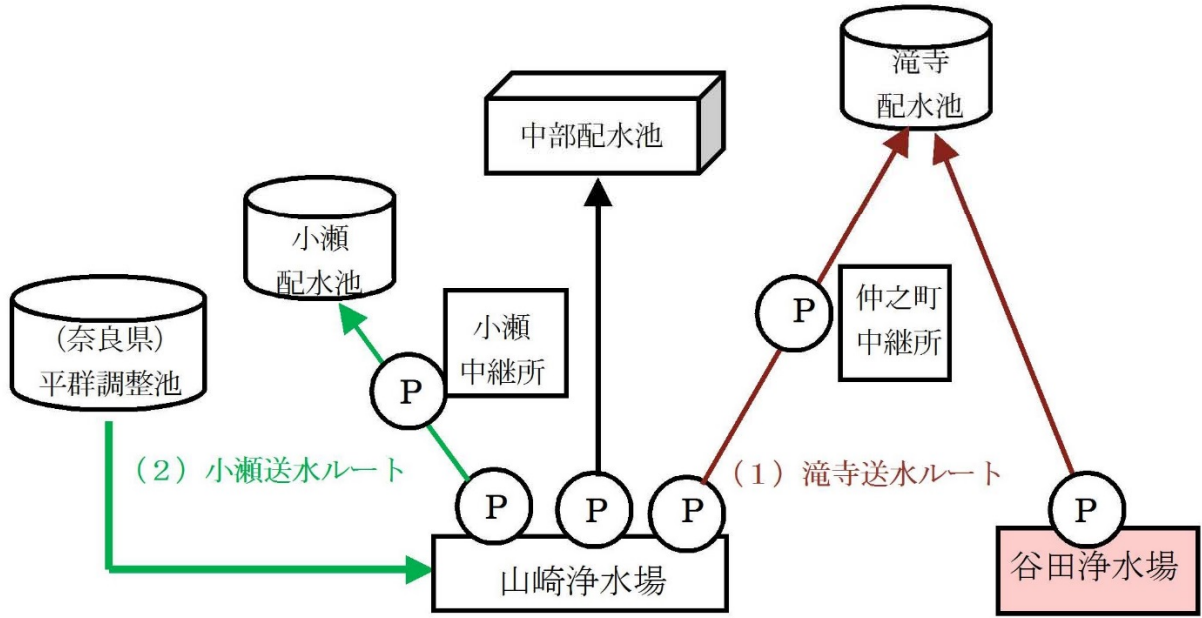 滝寺
配水池
中部配水池
小瀬
配水池
(奈良県)
平群調整池
小瀬
中継所
P
仲之町
中継所
P
(2)小瀬送水ルート
(1)滝寺送水ルート
P
P
P
P
山崎浄水場
谷田浄水場